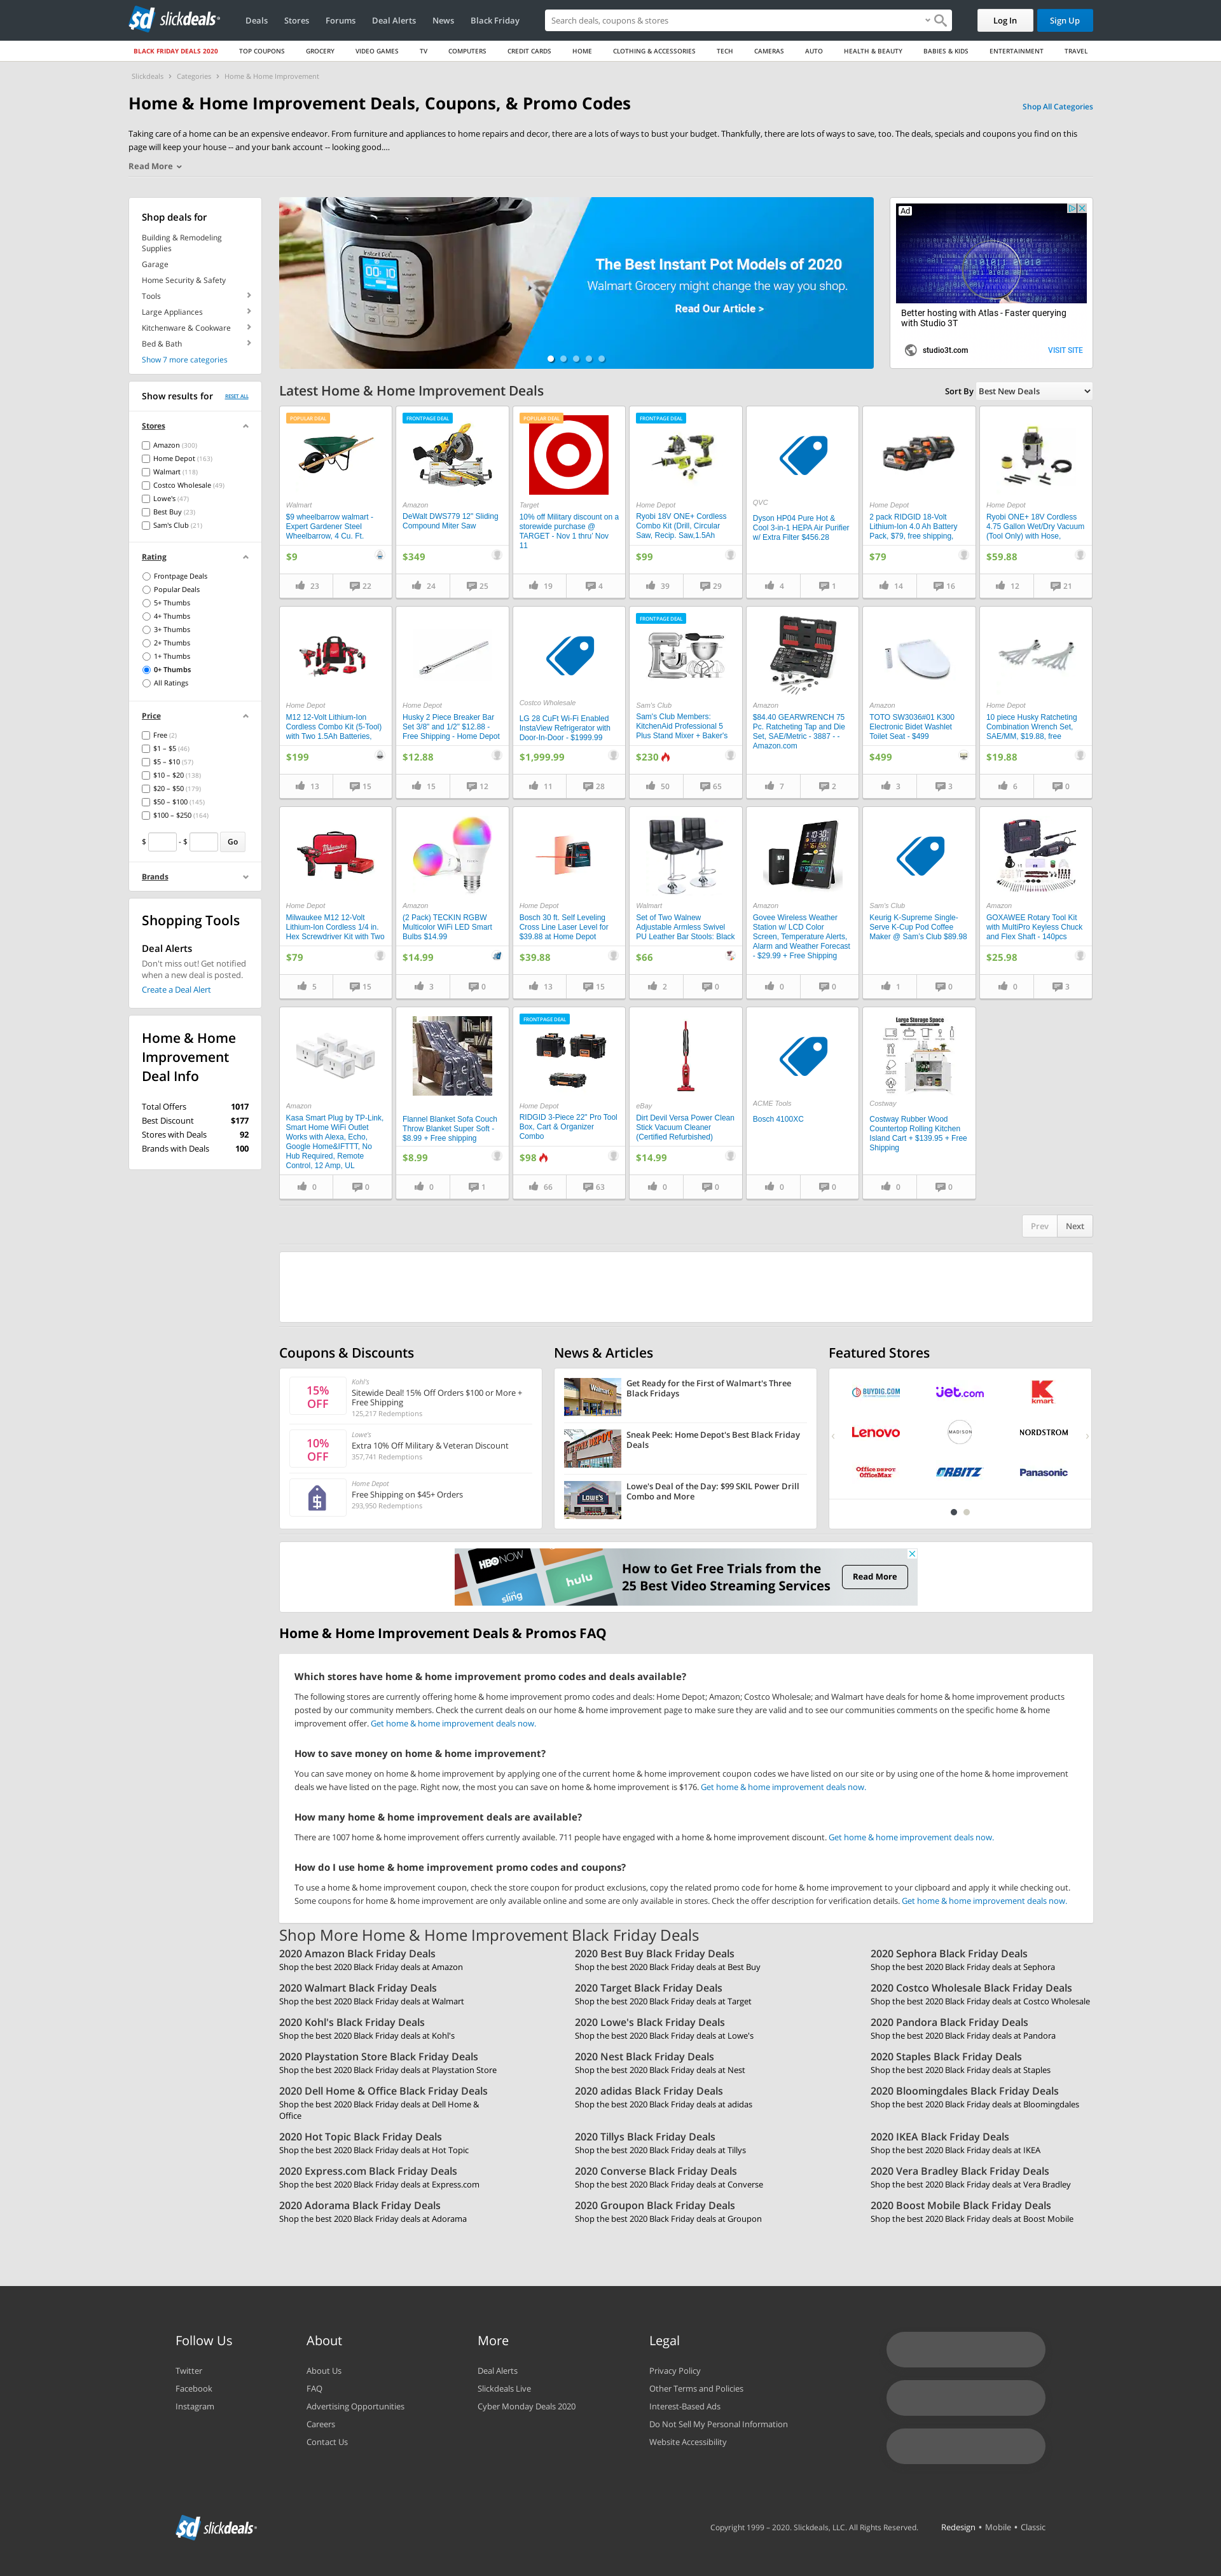 sd slickdeals
Deals
Stores
Forums
Deal Alerts
News
Black Friday
Search deals, coupons & stores
Log In
Sign Up
BLACK FRIDAY DEALS 2020
TOP COUPONS
GROCERY
VIDEO GAMES
TV
COMPUTERS
CREDIT CARDS
HOME
CLOTHING & ACCESSORIES
TECH
CAMERAS
AUTO
HEALTH & BEAUTY
BABIES & KIDS
ENTERTAINMENT
TRAVEL
Slickdeals › Categories › Home & Home Improvement
Home & Home Improvement Deals, Coupons, & Promo Codes
Shop All Categories
Taking care of a home can be an expensive endeavor. From furniture and appliances to home repairs and decor, there are a lots of ways to bust your budget. Thankfully, there are lots of ways to save, too. The deals, specials and coupons you find on this
page will keep your house -- and your bank account -- looking good....
Read More
Shop deals for
Building & Remodeling
Supplies
Garage
Home Security & Safety
Tools
Large Appliances
Kitchenware & Cookware
Bed & Bath
Show 7 more categories
Show results for
RESET ALL
Stores
Amazon (300)
Home Depot (163)
Walmart (118)
Costco Wholesale (49)
Lowe's (47)
Best Buy (23)
Sam's Club (21)
Rating
Frontpage Deals
Popular Deals
5+ Thumbs
4+ Thumbs
3+ Thumbs
2+ Thumbs
1+ Thumbs
0+ Thumbs
All Ratings
Price
Free (2)
$1 – $5 (46)
$5 – $10 (57)
$10 – $20 (138)
$20 – $50 (179)
$50 – $100 (145)
$100 – $250 (164)
$ - $ Go
Brands
Shopping Tools
Deal Alerts
Don't miss out! Get notified
when a new deal is posted.
Create a Deal Alert
Home & Home
Improvement
Deal Info
Total Offers 1017
Best Discount $177
Stores with Deals 92
Brands with Deals 100
Instant Pot
00:10
The Best Instant Pot Models of 2020
Walmart Grocery might change the way you shop.
Read Our Article >
Ad
Better hosting with Atlas - Faster querying
with Studio 3T
studio3t.com
VISIT SITE
Latest Home & Home Improvement Deals
Sort By Best New Deals
POPULAR DEAL
Walmart
$9 wheelbarrow walmart -
Expert Gardener Steel
Wheelbarrow, 4 Cu. Ft.
$9
23 22
FRONTPAGE DEAL
Amazon
DeWalt DWS779 12" Sliding
Compound Miter Saw
$349
24 25
POPULAR DEAL
Target
10% off Military discount on a
storewide purchase @
TARGET - Nov 1 thru' Nov
11
19 4
FRONTPAGE DEAL
Home Depot
Ryobi 18V ONE+ Cordless
Combo Kit (Drill, Circular
Saw, Recip. Saw,1.5Ah
$99
39 29
QVC
Dyson HP04 Pure Hot &
Cool 3-in-1 HEPA Air Purifier
w/ Extra Filter $456.28
4 1
Home Depot
2 pack RIDGID 18-Volt
Lithium-Ion 4.0 Ah Battery
Pack, $79, free shipping,
$79
14 16
Home Depot
Ryobi ONE+ 18V Cordless
4.75 Gallon Wet/Dry Vacuum
(Tool Only) with Hose,
$59.88
12 21
Home Depot
M12 12-Volt Lithium-Ion
Cordless Combo Kit (5-Tool)
with Two 1.5Ah Batteries,
$199
13 15
Home Depot
Husky 2 Piece Breaker Bar
Set 3/8" and 1/2" $12.88 -
Free Shipping - Home Depot
$12.88
15 12
Costco Wholesale
LG 28 CuFt Wi-Fi Enabled
InstaView Refrigerator with
Door-In-Door - $1999.99
$1,999.99
11 28
FRONTPAGE DEAL
Sam's Club
Sam's Club Members:
KitchenAid Professional 5
Plus Stand Mixer + Baker's
$230
50 65
Amazon
$84.40 GEARWRENCH 75
Pc. Ratcheting Tap and Die
Set, SAE/Metric - 3887 - -
Amazon.com
7 2
Amazon
TOTO SW3036#01 K300
Electronic Bidet Washlet
Toilet Seat - $499
$499
3 3
Home Depot
10 piece Husky Ratcheting
Combination Wrench Set,
SAE/MM, $19.88, free
$19.88
6 0
Home Depot
Milwaukee M12 12-Volt
Lithium-Ion Cordless 1/4 in.
Hex Screwdriver Kit with Two
$79
5 15
Amazon
(2 Pack) TECKIN RGBW
Multicolor WiFi LED Smart
Bulbs $14.99
$14.99
3 0
Home Depot
Bosch 30 ft. Self Leveling
Cross Line Laser Level for
$39.88 at Home Depot
$39.88
13 15
Walmart
Set of Two Walnew
Adjustable Armless Swivel
PU Leather Bar Stools: Black
$66
2 0
Amazon
Govee Wireless Weather
Station w/ LCD Color
Screen, Temperature Alerts,
Alarm and Weather Forecast
- $29.99 + Free Shipping
0 0
Sam's Club
Keurig K-Supreme Single-
Serve K-Cup Pod Coffee
Maker @ Sam's Club $89.98
1 0
Amazon
GOXAWEE Rotary Tool Kit
with MultiPro Keyless Chuck
and Flex Shaft - 140pcs
$25.98
0 3
Amazon
Kasa Smart Plug by TP-Link,
Smart Home WiFi Outlet
Works with Alexa, Echo,
Google Home&IFTTT, No
Hub Required, Remote
Control, 12 Amp, UL
0 0
Flannel Blanket Sofa Couch
Throw Blanket Super Soft -
$8.99 + Free shipping
$8.99
0 1
FRONTPAGE DEAL
Home Depot
RIDGID 3-Piece 22" Pro Tool
Box, Cart & Organizer
Combo
$98
66 63
eBay
Dirt Devil Versa Power Clean
Stick Vacuum Cleaner
(Certified Refurbished)
$14.99
0 0
ACME Tools
Bosch 4100XC
0 0
Large Storage Space
Costway
Costway Rubber Wood
Countertop Rolling Kitchen
Island Cart + $139.95 + Free
Shipping
0 0
Prev Next
Coupons & Discounts
15%
OFF
Kohl's
Sitewide Deal! 15% Off Orders $100 or More +
Free Shipping
125,217 Redemptions
10%
OFF
Lowe's
Extra 10% Off Military & Veteran Discount
357,741 Redemptions
Home Depot
Free Shipping on $45+ Orders
293,950 Redemptions
News & Articles
Get Ready for the First of Walmart's Three
Black Fridays
Sneak Peek: Home Depot's Best Black Friday
Deals
Lowe's Deal of the Day: $99 SKIL Power Drill
Combo and More
Featured Stores
BUYDIG.COM
jet.com
kmart
Lenovo
MADISON
NORDSTROM
Office DEPOT
OfficeMax
ORBITZ
Panasonic
HBO NOW
sling
hulu
How to Get Free Trials from the
25 Best Video Streaming Services
Read More
Home & Home Improvement Deals & Promos FAQ
Which stores have home & home improvement promo codes and deals available?
The following stores are currently offering home & home improvement promo codes and deals: Home Depot; Amazon; Costco Wholesale; and Walmart have deals for home & home improvement products
posted by our community members. Check the current deals on our home & home improvement page to make sure they are valid and to see our communities comments on the specific home & home
improvement offer. Get home & home improvement deals now.
How to save money on home & home improvement?
You can save money on home & home improvement by applying one of the current home & home improvement coupon codes we have listed on our site or by using one of the home & home improvement
deals we have listed on the page. Right now, the most you can save on home & home improvement is $176. Get home & home improvement deals now.
How many home & home improvement deals are available?
There are 1007 home & home improvement offers currently available. 711 people have engaged with a home & home improvement discount. Get home & home improvement deals now.
How do I use home & home improvement promo codes and coupons?
To use a home & home improvement coupon, check the store coupon for product exclusions, copy the related promo code for home & home improvement to your clipboard and apply it while checking out.
Some coupons for home & home improvement are only available online and some are only available in stores. Check the offer description for verification details. Get home & home improvement deals now.
Shop More Home & Home Improvement Black Friday Deals
2020 Amazon Black Friday Deals
Shop the best 2020 Black Friday deals at Amazon
2020 Best Buy Black Friday Deals
Shop the best 2020 Black Friday deals at Best Buy
2020 Sephora Black Friday Deals
Shop the best 2020 Black Friday deals at Sephora
2020 Walmart Black Friday Deals
Shop the best 2020 Black Friday deals at Walmart
2020 Target Black Friday Deals
Shop the best 2020 Black Friday deals at Target
2020 Costco Wholesale Black Friday Deals
Shop the best 2020 Black Friday deals at Costco Wholesale
2020 Kohl's Black Friday Deals
Shop the best 2020 Black Friday deals at Kohl's
2020 Lowe's Black Friday Deals
Shop the best 2020 Black Friday deals at Lowe's
2020 Pandora Black Friday Deals
Shop the best 2020 Black Friday deals at Pandora
2020 Playstation Store Black Friday Deals
Shop the best 2020 Black Friday deals at Playstation Store
2020 Nest Black Friday Deals
Shop the best 2020 Black Friday deals at Nest
2020 Staples Black Friday Deals
Shop the best 2020 Black Friday deals at Staples
2020 Dell Home & Office Black Friday Deals
Shop the best 2020 Black Friday deals at Dell Home &
Office
2020 adidas Black Friday Deals
Shop the best 2020 Black Friday deals at adidas
2020 Bloomingdales Black Friday Deals
Shop the best 2020 Black Friday deals at Bloomingdales
2020 Hot Topic Black Friday Deals
Shop the best 2020 Black Friday deals at Hot Topic
2020 Tillys Black Friday Deals
Shop the best 2020 Black Friday deals at Tillys
2020 IKEA Black Friday Deals
Shop the best 2020 Black Friday deals at IKEA
2020 Express.com Black Friday Deals
Shop the best 2020 Black Friday deals at Express.com
2020 Converse Black Friday Deals
Shop the best 2020 Black Friday deals at Converse
2020 Vera Bradley Black Friday Deals
Shop the best 2020 Black Friday deals at Vera Bradley
2020 Adorama Black Friday Deals
Shop the best 2020 Black Friday deals at Adorama
2020 Groupon Black Friday Deals
Shop the best 2020 Black Friday deals at Groupon
2020 Boost Mobile Black Friday Deals
Shop the best 2020 Black Friday deals at Boost Mobile
Follow Us
Twitter
Facebook
Instagram
About
About Us
FAQ
Advertising Opportunities
Careers
Contact Us
More
Deal Alerts
Slickdeals Live
Cyber Monday Deals 2020
Legal
Privacy Policy
Other Terms and Policies
Interest-Based Ads
Do Not Sell My Personal Information
Website Accessibility
sd slickdeals
Copyright 1999 – 2020. Slickdeals, LLC. All Rights Reserved.
Redesign • Mobile • Classic